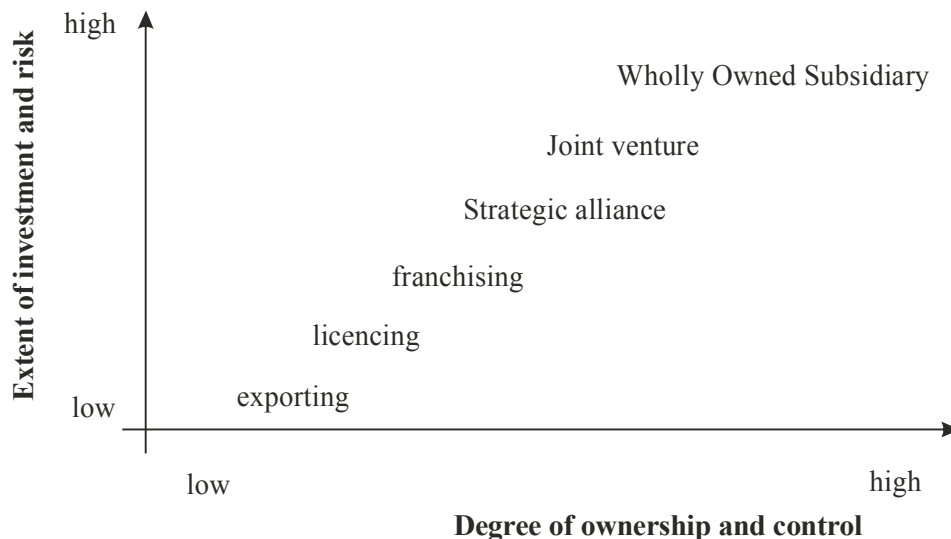 high
Wholly Owned Subsidiary
Joint venture
Strategic alliance
franchising
licencing
exporting
low
Extent of investment and risk
low
high
Degree of ownership and control